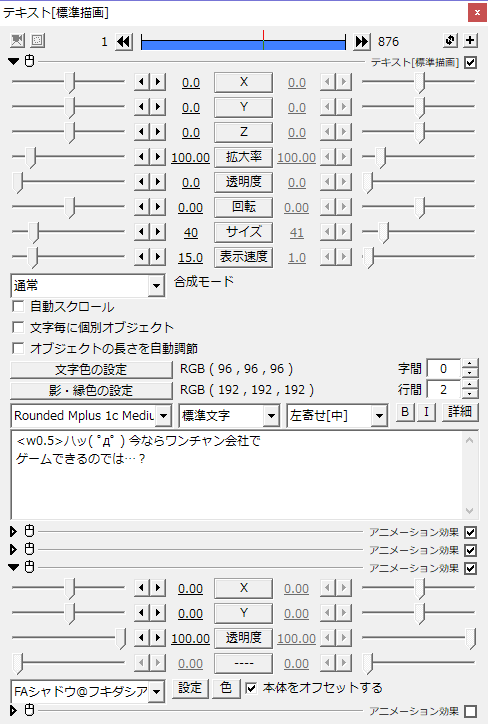 テキスト[標準描画]
1 876
テキスト[標準描画]
0.0 X 0.0
0.0 Y 0.0
0.0 Z 0.0
100.00 拡大率 100.00
0.0 透明度 0.0
0.00 回転 0.00
40 サイズ 41
15.0 表示速度 1.0
通常 合成モード
自動スクロール
文字毎に個別オブジェクト
オブジェクトの長さを自動調節
文字色の設定 RGB ( 96 , 96 , 96 ) 字間 0
影・縁色の設定 RGB ( 192 , 192 , 192 ) 行間 2
Rounded Mplus 1c Mediu 標準文字 左寄せ[中] B I 詳細
<w0.5>ハッ( ﾟдﾟ ) 今ならワンチャン会社で
ゲームできるのでは…？
アニメーション効果
アニメーション効果
アニメーション効果
0.00 X 0.00
0.00 Y 0.00
100.00 透明度 100.00
0.00 ---- 0.00
FAシャドウ@フキダシア 設定 色 本体をオフセットする
アニメーション効果